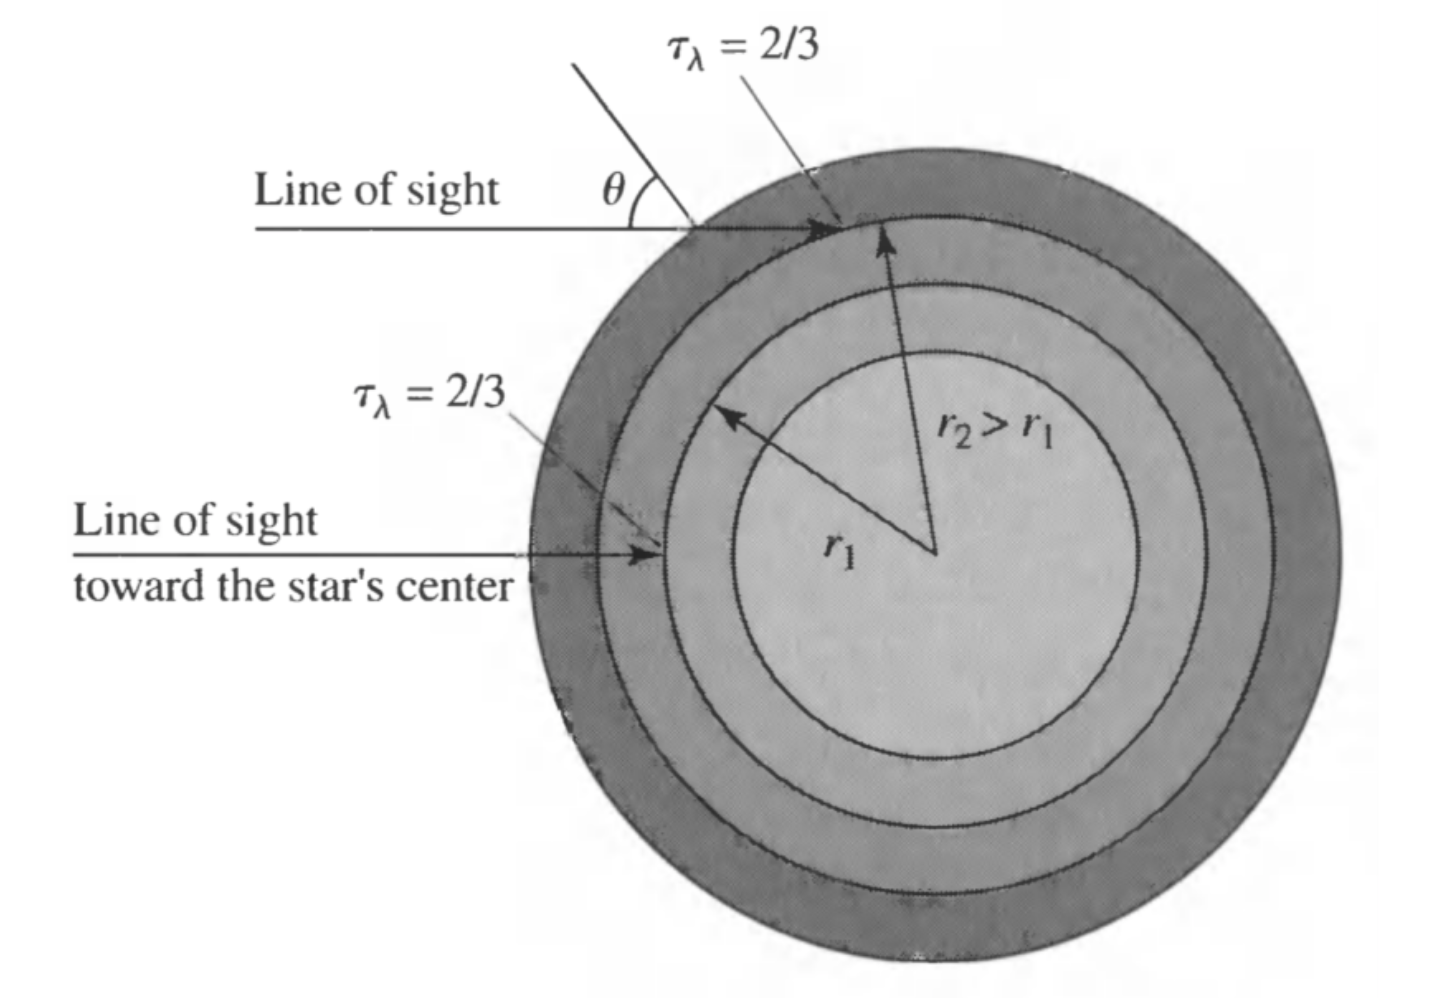 τλ = 2/3
Line of sight
θ
τλ = 2/3
r2 > r1
Line of sight
r1
toward the star's center